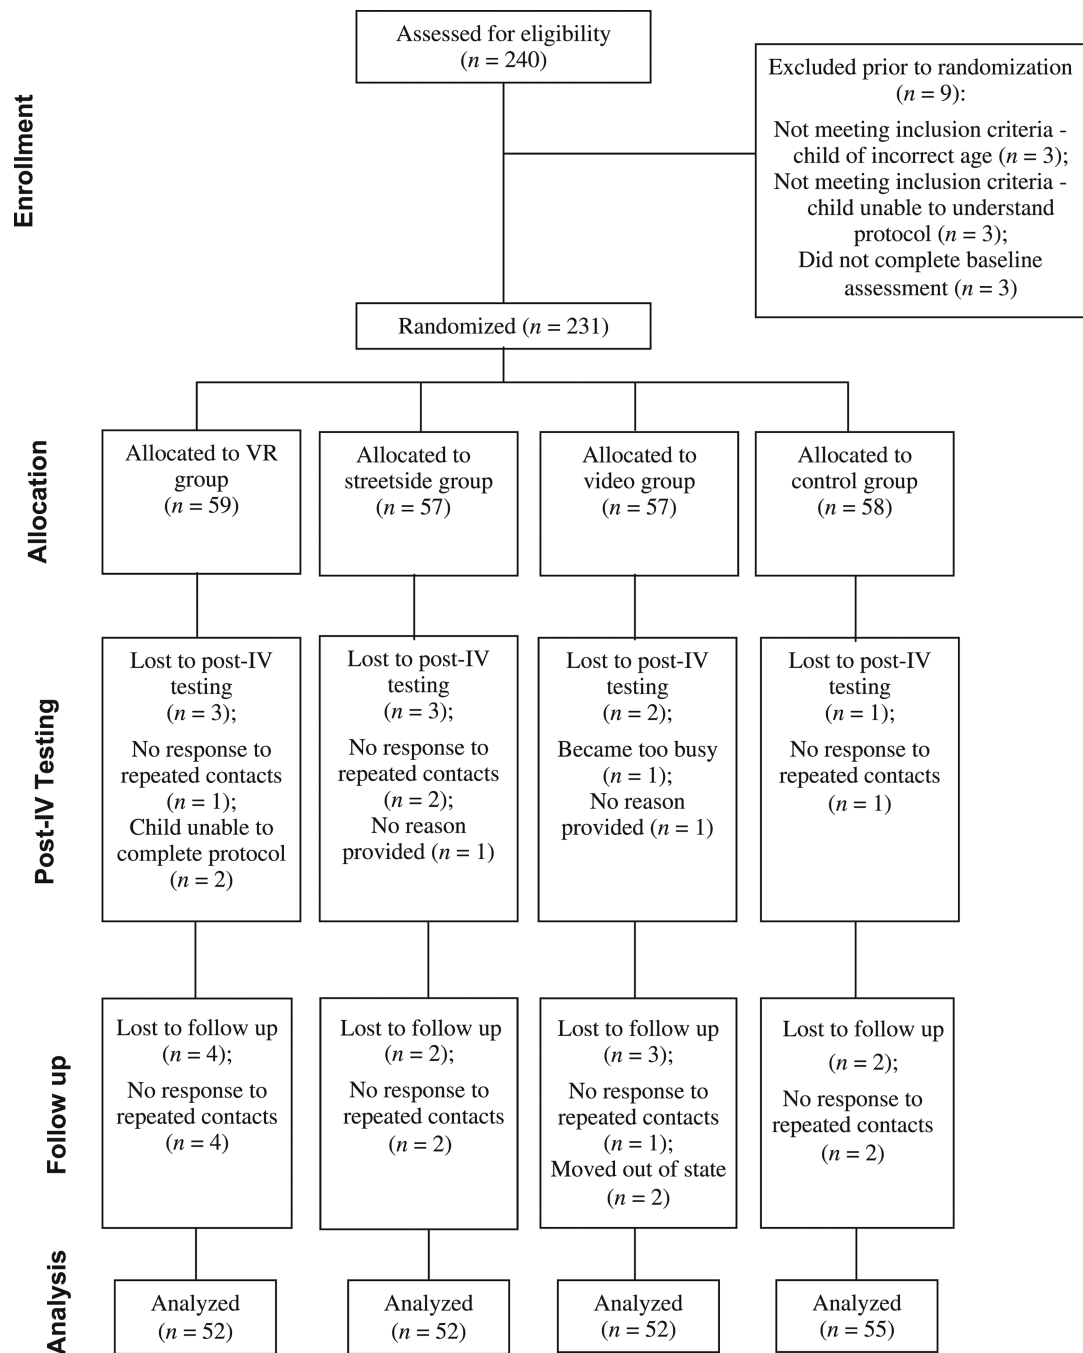 Enrollment
Assessed for eligibility
(n = 240)
Excluded prior to randomization
(n = 9):
Not meeting inclusion criteria -
child of incorrect age (n = 3);
Not meeting inclusion criteria -
child unable to understand
protocol (n = 3);
Did not complete baseline
assessment (n = 3)
Randomized (n = 231)
Allocation
Allocated to VR
group
(n = 59)
Allocated to
streetside group
(n = 57)
Allocated to
video group
(n = 57)
Allocated to
control group
(n = 58)
Post-IV Testing
Lost to post-IV
testing
(n = 3);
No response to
repeated contacts
(n = 1);
Child unable to
complete protocol
(n = 2)
Lost to post-IV
testing
(n = 3);
No response to
repeated contacts
(n = 2);
No reason
provided (n = 1)
Lost to post-IV
testing
(n = 2);
Became too busy
(n = 1);
No reason
provided (n = 1)
Lost to post-IV
testing
(n = 1);
No response to
repeated contacts
(n = 1)
Follow up
Lost to follow up
(n = 4);
No response to
repeated contacts
(n = 4)
Lost to follow up
(n = 2);
No response to
repeated contacts
(n = 2)
Lost to follow up
(n = 3);
No response to
repeated contacts
(n = 1);
Moved out of state
(n = 2)
Lost to follow up
(n = 2);
No response to
repeated contacts
(n = 2)
Analysis
Analyzed
(n = 52)
Analyzed
(n = 52)
Analyzed
(n = 52)
Analyzed
(n = 55)